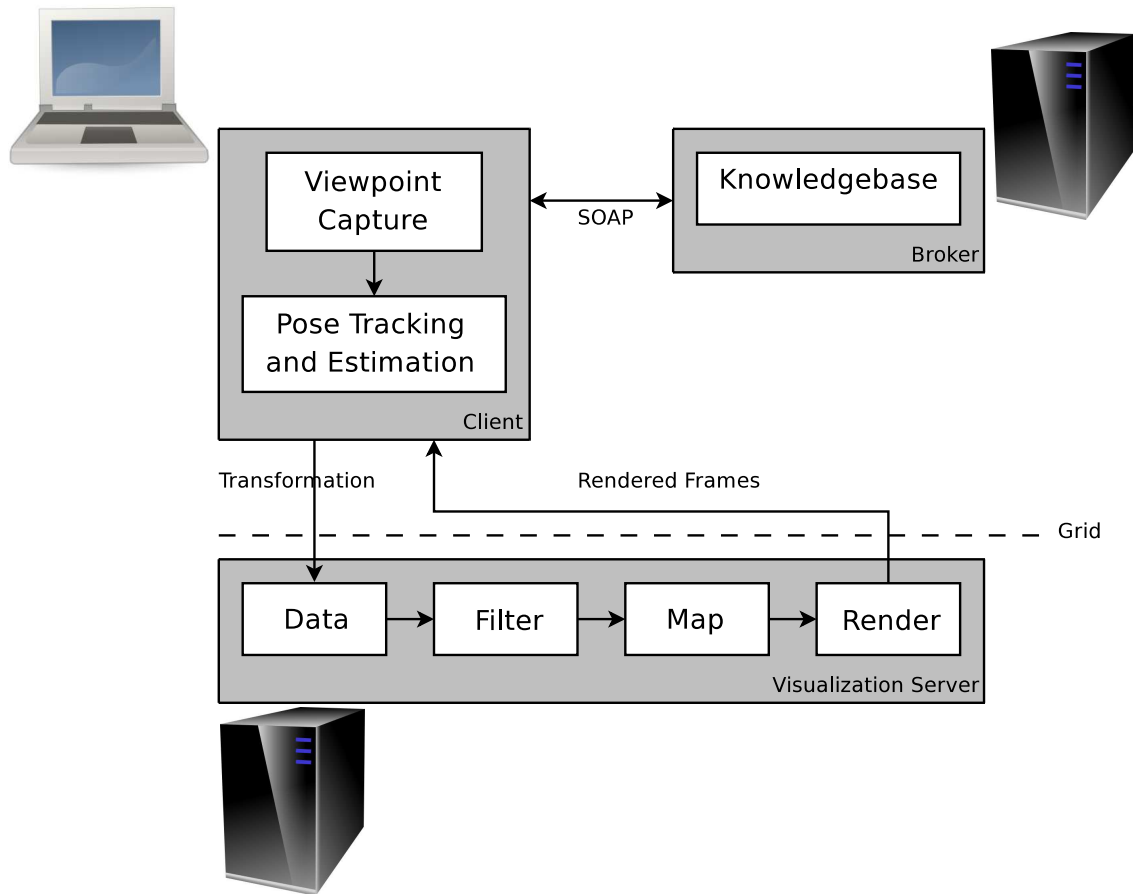 Viewpoint
Capture
Pose Tracking
and Estimation
Client
SOAP
Knowledgebase
Broker
Transformation
Rendered Frames
Grid
Data
Filter
Map
Render
Visualization Server